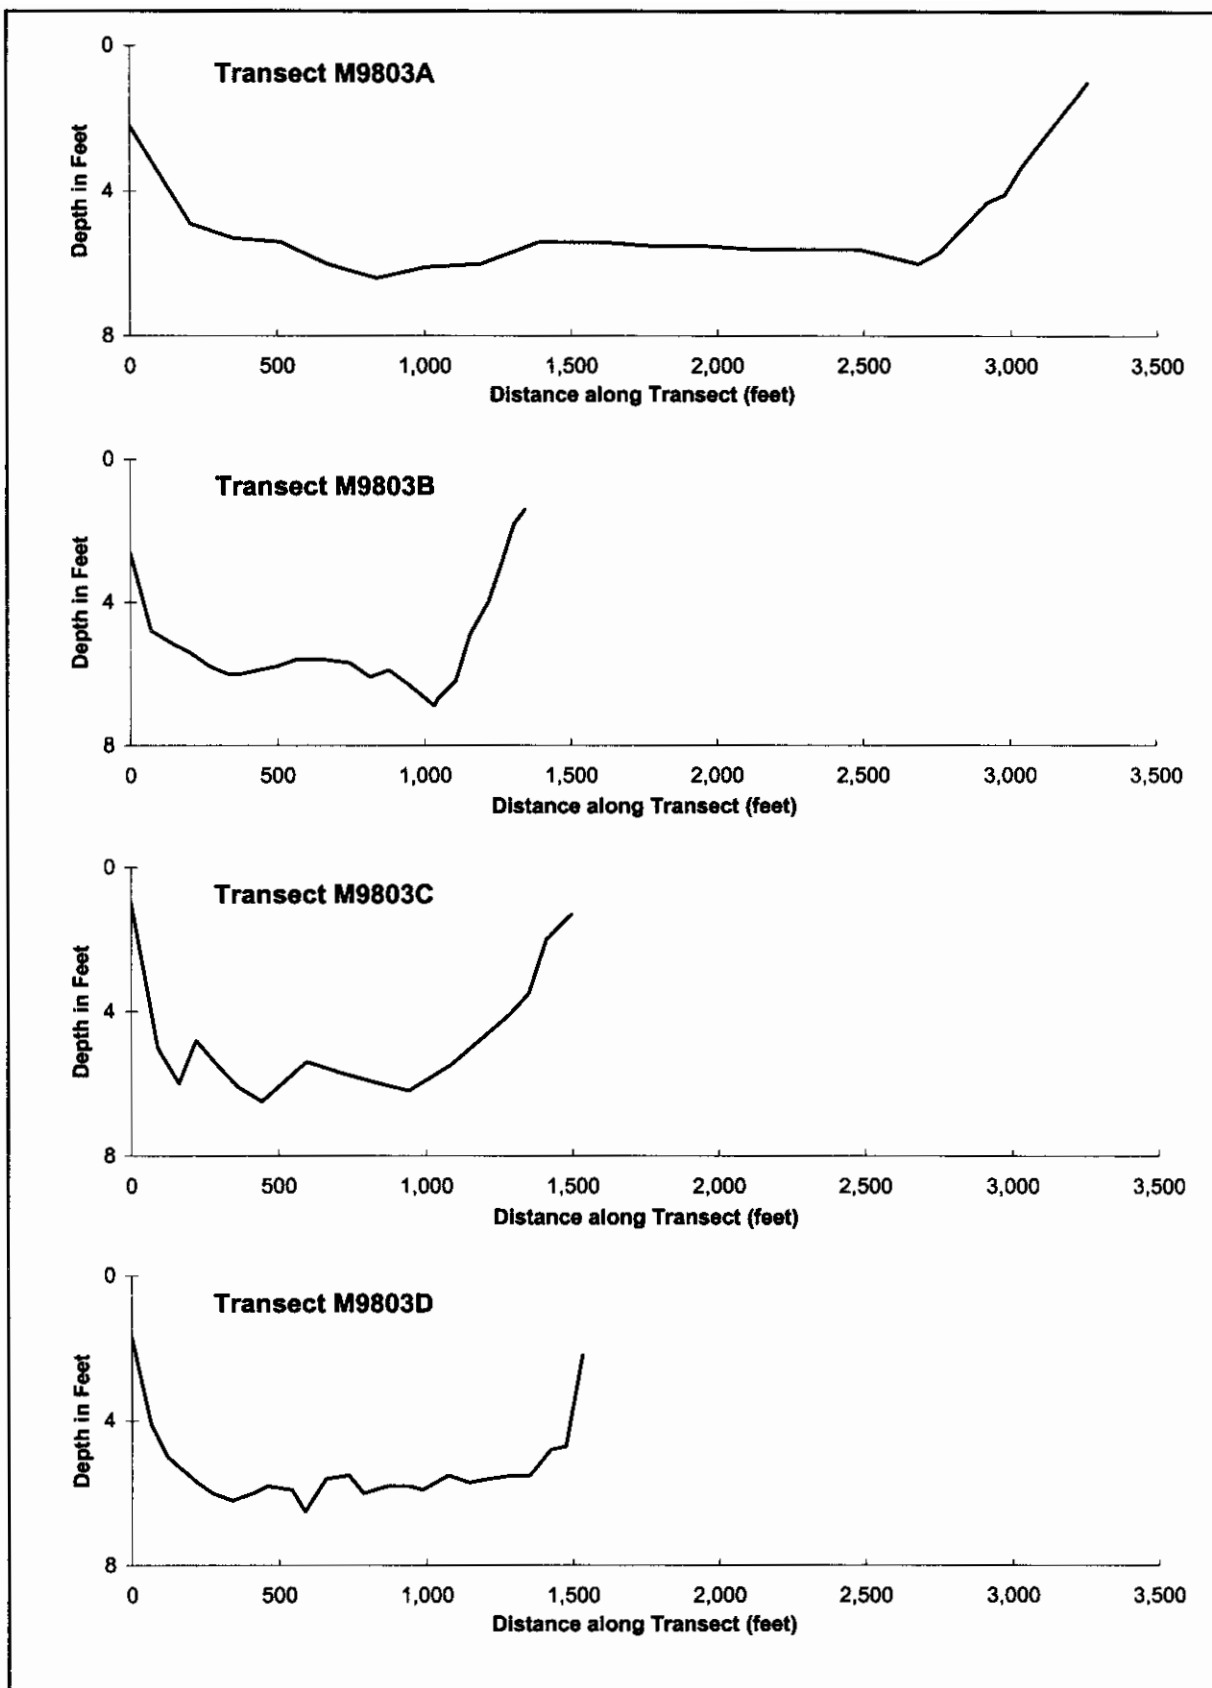 Transect M9803A
0
4
8
Depth in Feet
0 500 1,000 1,500 2,000 2,500 3,000 3,500
Distance along Transect (feet)
Transect M9803B
0
4
8
Depth in Feet
0 500 1,000 1,500 2,000 2,500 3,000 3,500
Distance along Transect (feet)
Transect M9803C
0
4
8
Depth in Feet
0 500 1,000 1,500 2,000 2,500 3,000 3,500
Distance along Transect (feet)
Transect M9803D
0
4
8
Depth in Feet
0 500 1,000 1,500 2,000 2,500 3,000 3,500
Distance along Transect (feet)